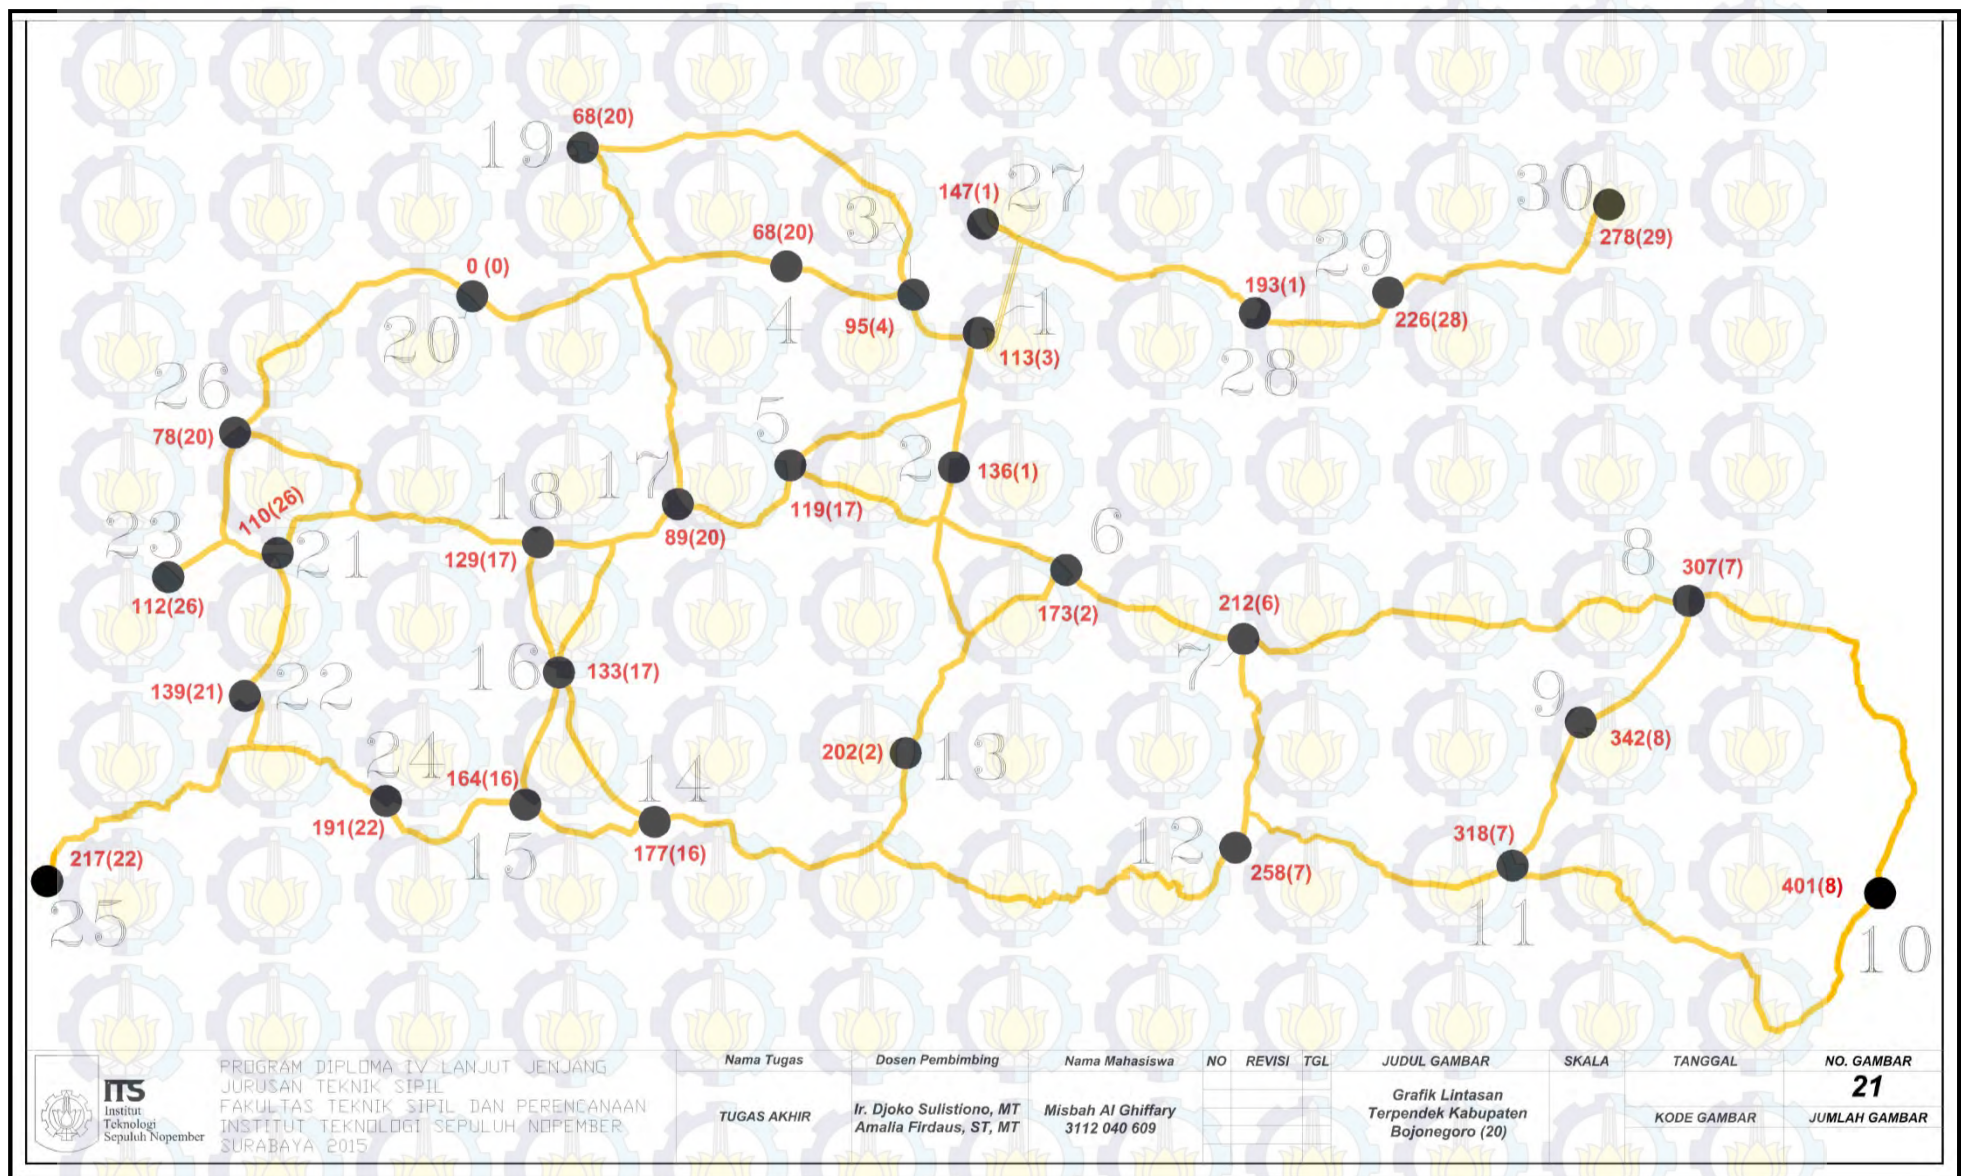 68(20)
19
147(1)
27
30
3
278(29)
68(20)
29
0 (0)
193(1)
1
226(28)
20
4
95(4)
113(3)
28
26
5
78(20)
2
136(1)
18
17
119(17)
110(26)
6
23
21
129(17)
89(20)
8
307(7)
112(26)
173(2)
212(6)
16
133(17)
7
139(21)
22
9
24
202(2)
13
342(8)
164(16)
14
191(22)
12
318(7)
217(22)
15
177(16)
258(7)
401(8)
25
11
10
ITS
Institut
Teknologi
Sepuluh Nopember
PROGRAM DIPLOMA IV LANJUT JENJANG
JURUSAN TEKNIK SIPIL
FAKULTAS TEKNIK SIPIL DAN PERENCANAAN
INSTITUT TEKNOLOGI SEPULUH NOPEMBER
SURABAYA 2015
Nama Tugas
TUGAS AKHIR
Dosen Pembimbing
Ir. Djoko Sulistiono, MT
Amalia Firdaus, ST, MT
Nama Mahasiswa
Misbah Al Ghiffary
3112 040 609
NO REVISI TGL
JUDUL GAMBAR
Grafik Lintasan
Terpendek Kabupaten
Bojonegoro (20)
SKALA
TANGGAL
KODE GAMBAR
NO. GAMBAR
21
JUMLAH GAMBAR